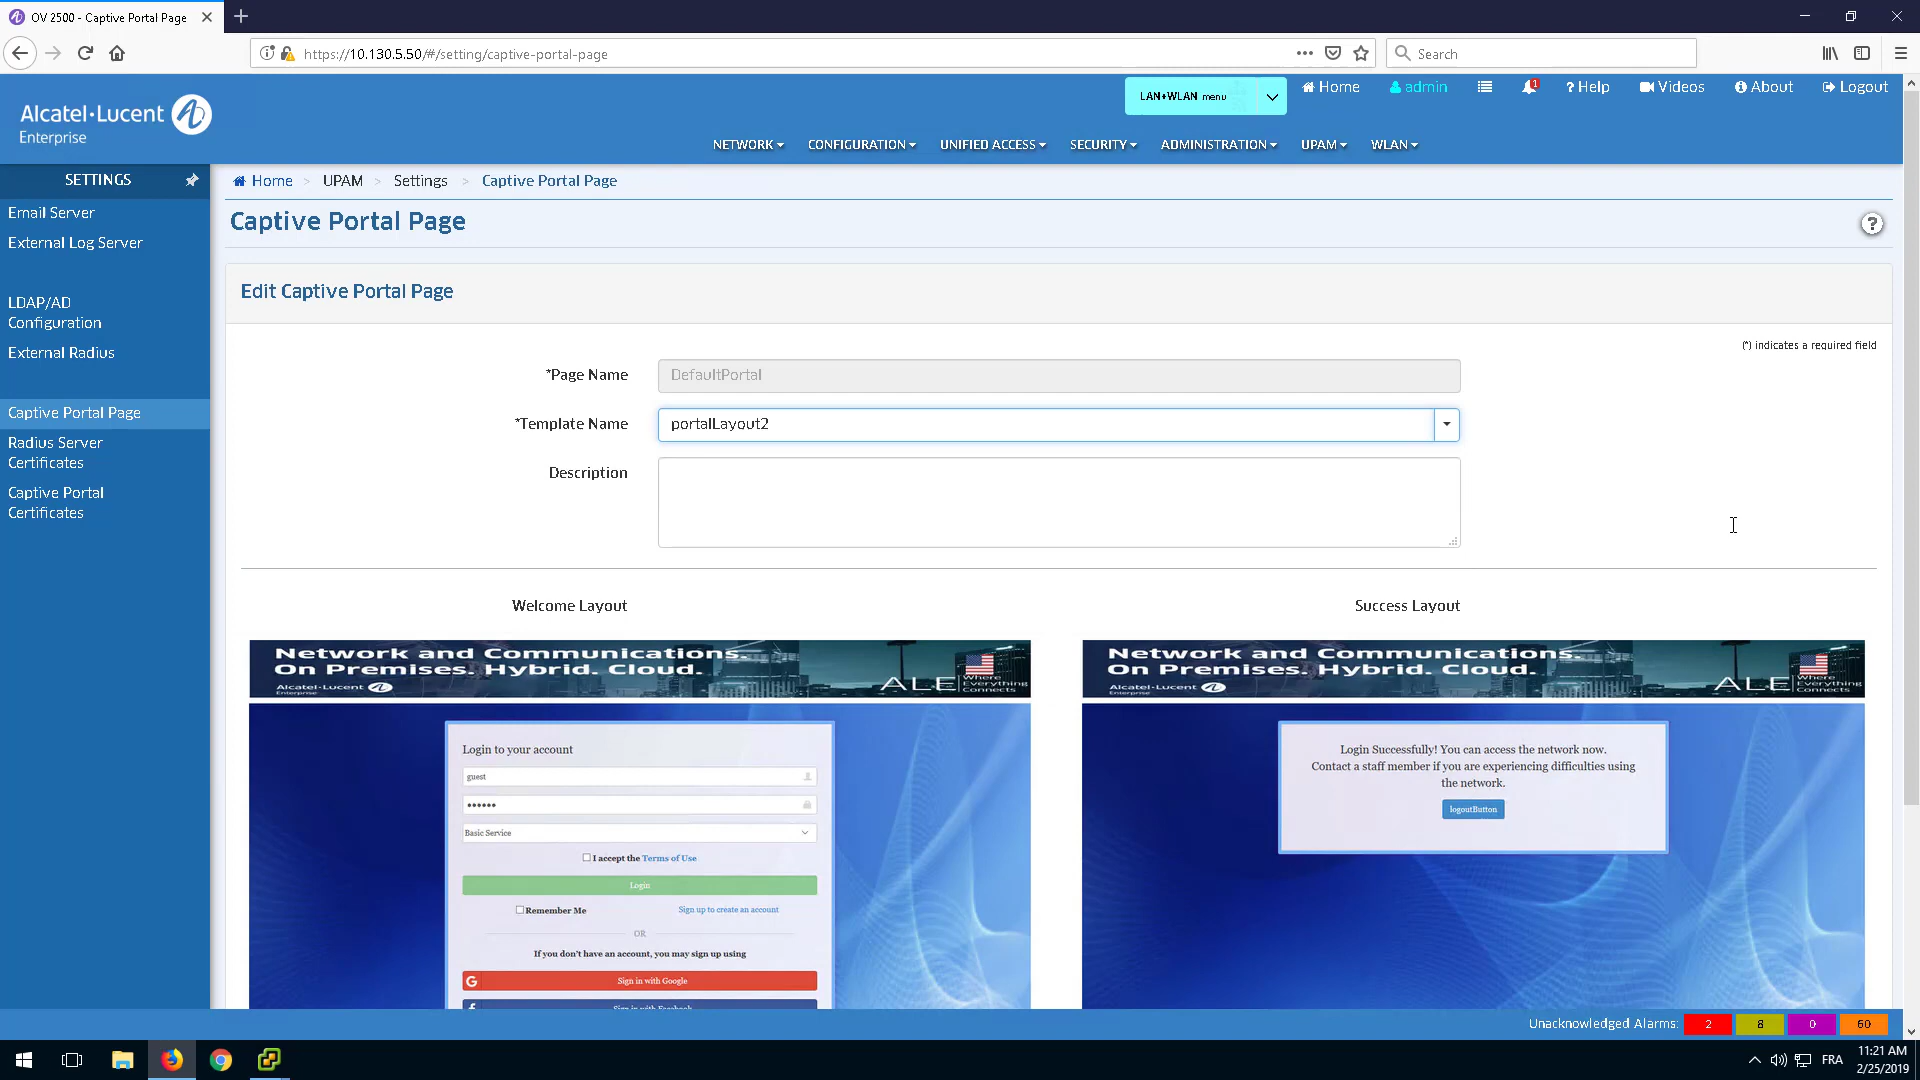 OV 2500 - Captive Portal Page
https://10.130.5.50/#/setting/captive-portal-page
Search
Alcatel·Lucent
Enterprise
LAN+WLAN menu
Home
admin
1
? Help
Videos
About
Logout
NETWORK
CONFIGURATION
UNIFIED ACCESS
SECURITY
ADMINISTRATION
UPAM
WLAN
SETTINGS
Email Server
External Log Server
LDAP/AD
Configuration
External Radius
Captive Portal Page
Radius Server
Certificates
Captive Portal
Certificates
Home > UPAM > Settings > Captive Portal Page
Captive Portal Page
?
Edit Captive Portal Page
(*) indicates a required field
*Page Name
DefaultPortal
*Template Name
portalLayout2
Description
Welcome Layout
Network and Communications.
On Premises. Hybrid. Cloud.
Alcatel·Lucent
Enterprise
ALE
Where
Everything
Connects
Login to your account
guest
••••••
Basic Service
I accept the Terms of Use
Login
Remember Me
Sign up to create an account
OR
If you don't have an account, you may sign up using
G
Sign in with Google
f
Sign in with Facebook
Success Layout
Network and Communications.
On Premises. Hybrid. Cloud.
Alcatel·Lucent
Enterprise
ALE
Where
Everything
Connects
Login Successfully! You can access the network now.
Contact a staff member if you are experiencing difficulties using
the network.
logoutButton
Unacknowledged Alarms: 2 8 0 60
FRA
11:21 AM
2/25/2019